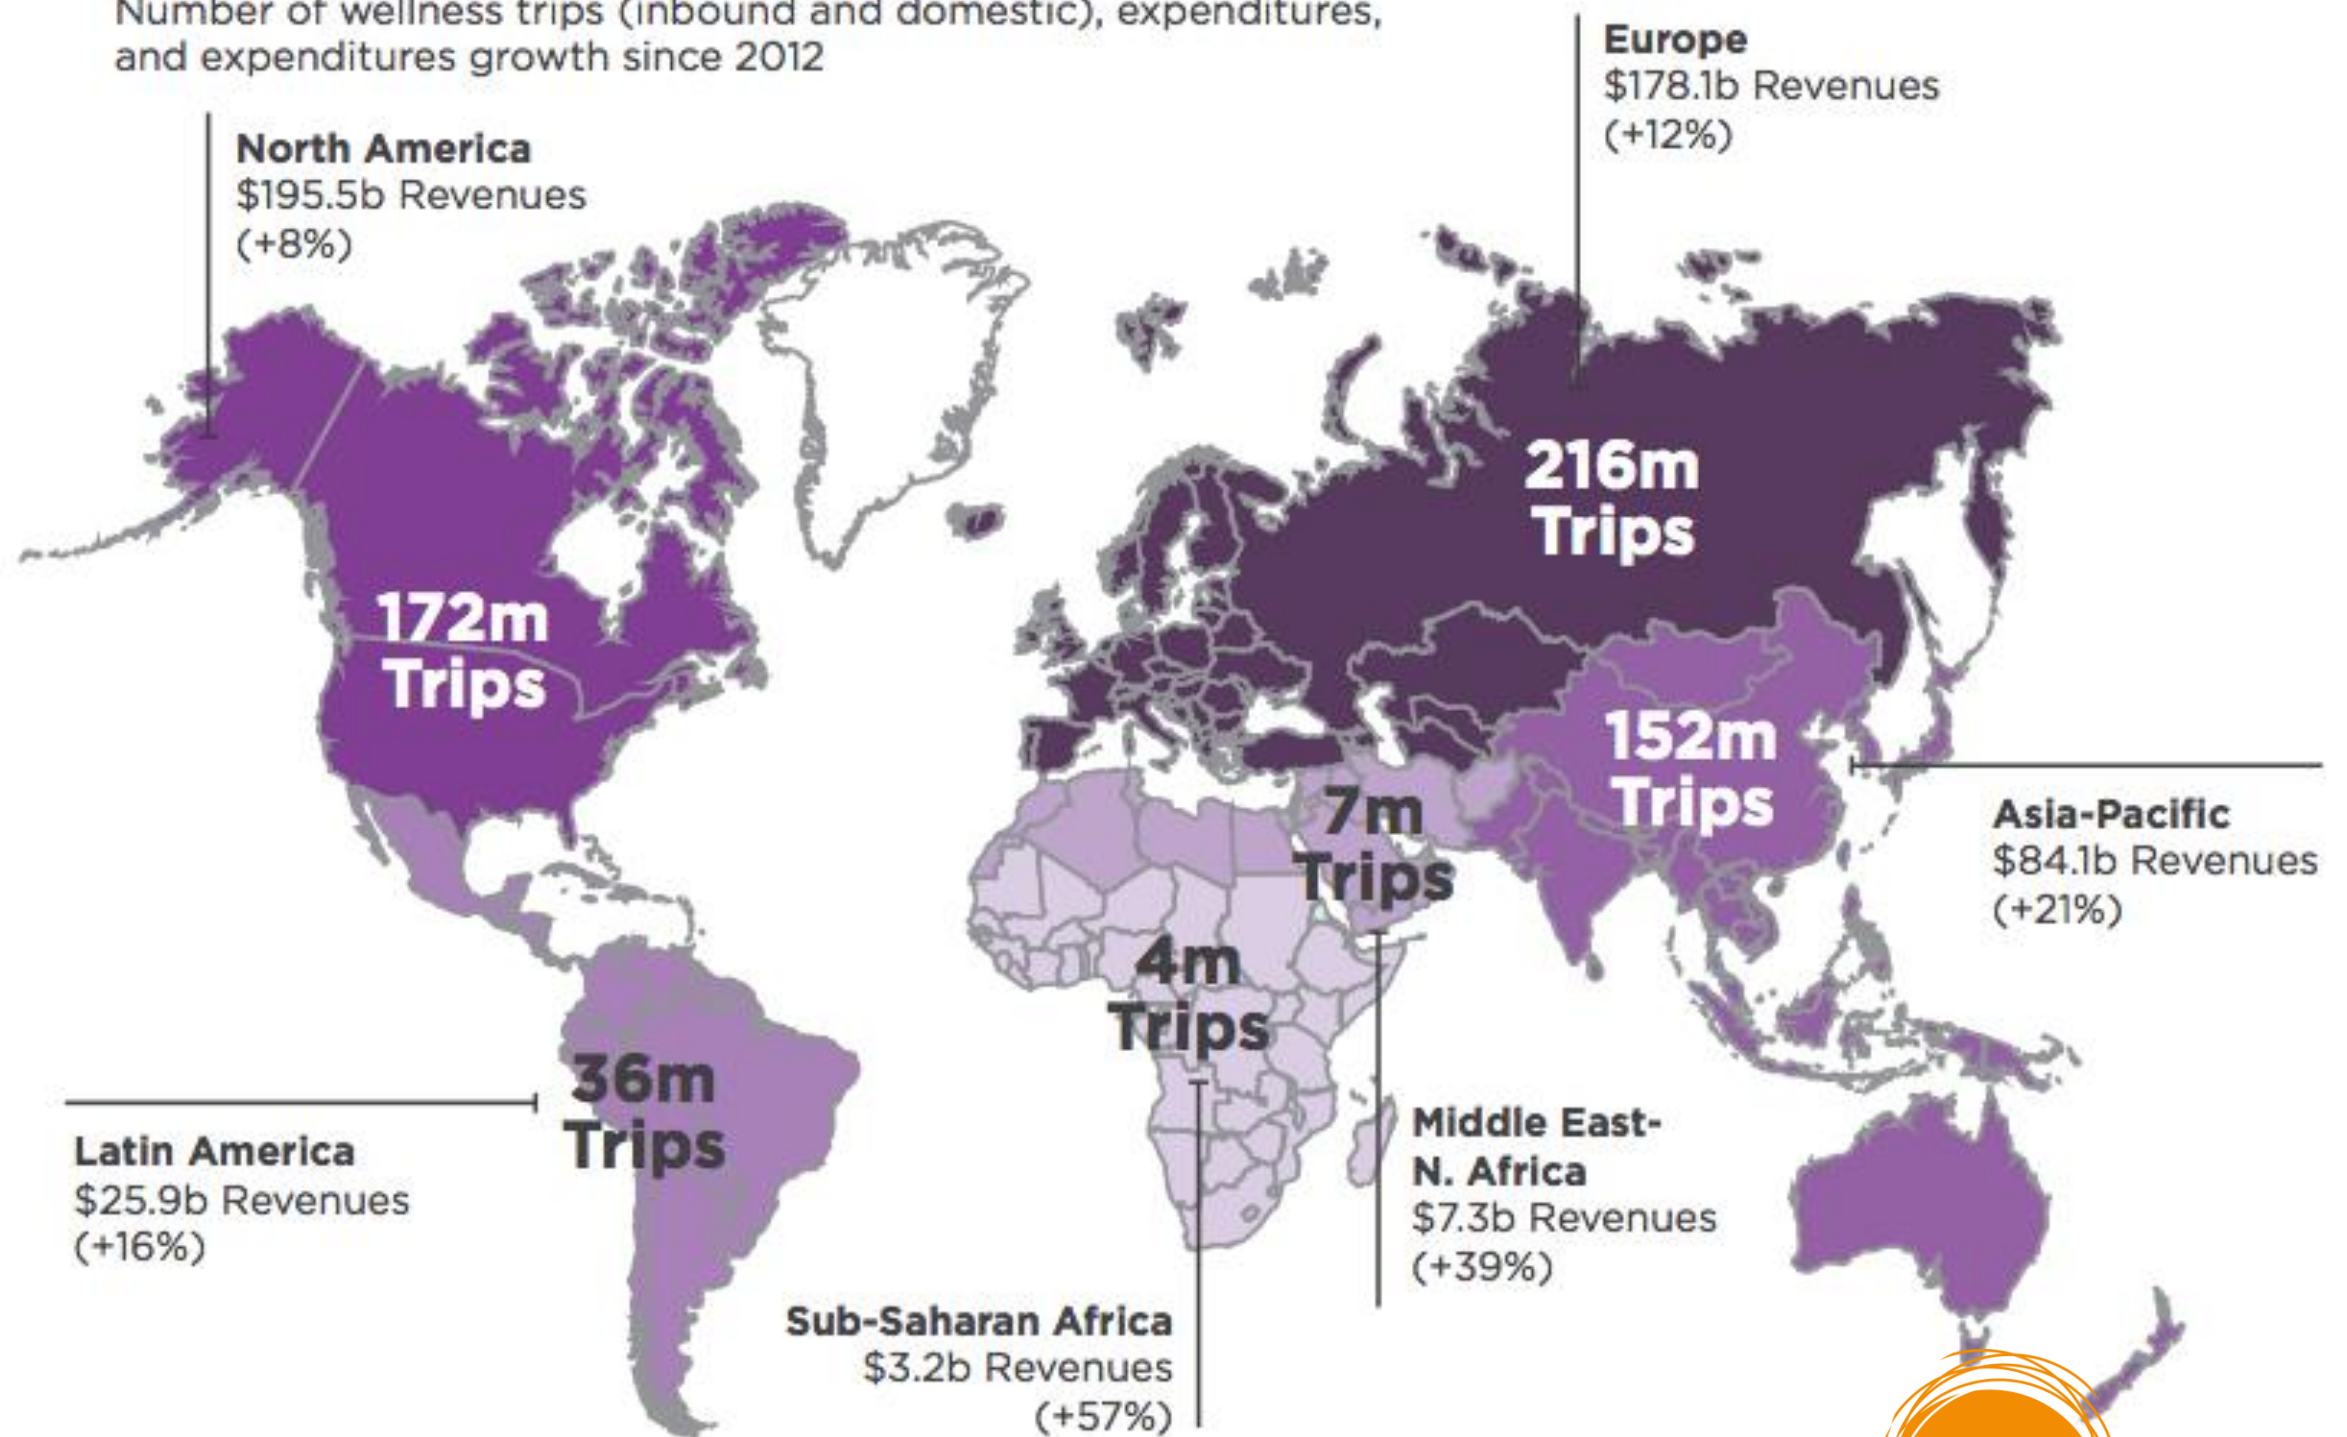 Number of wellness trips (inbound and domestic), expenditures,
and expenditures growth since 2012
Europe
$178.1b Revenues
(+12%)
North America
$195.5b Revenues
(+8%)
216m
Trips
172m
Trips
152m
Trips
7m
Trips
Asia-Pacific
$84.1b Revenues
(+21%)
4m
Trips
36m
Trips
Latin America
$25.9b Revenues
(+16%)
Middle East-
N. Africa
$7.3b Revenues
(+39%)
Sub-Saharan Africa
$3.2b Revenues
(+57%)